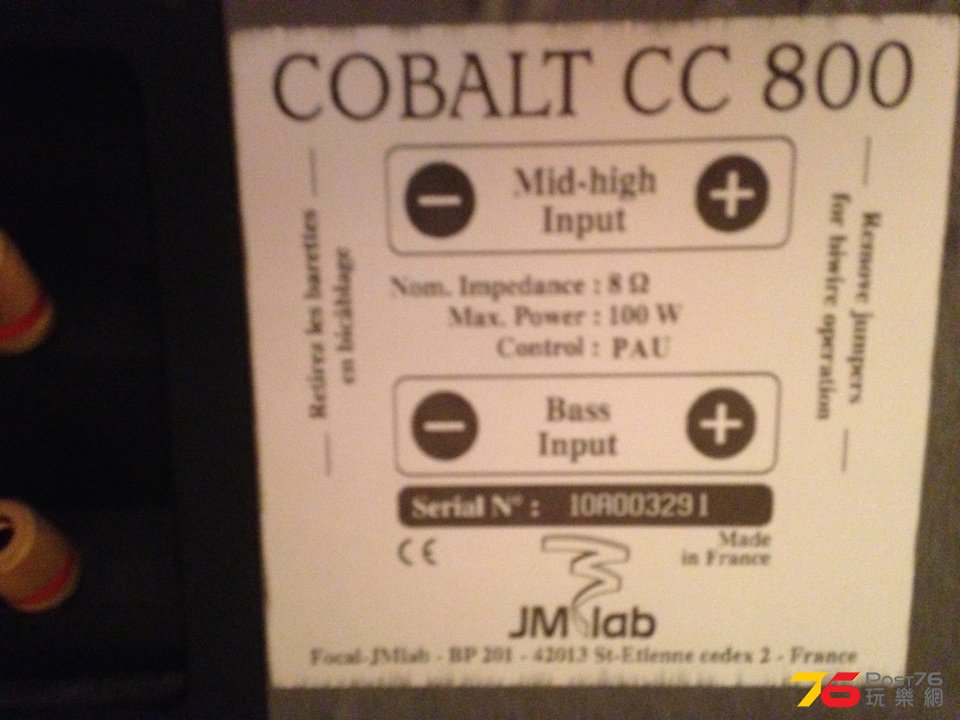 COBALT CC 800
− Mid-high +
Input
Retirez les barettes
en bicâblage
Remove jumpers
for biwire operation
Nom. Impedance : 8 Ω
Max. Power : 100 W
Control : PAU
− Bass +
Input
Serial N° : 10A003291
CE
Made
in France
JMlab
Focal-JMlab - BP 201 - 42013 St-Etienne cedex 2 - France
76 POST76
玩樂網